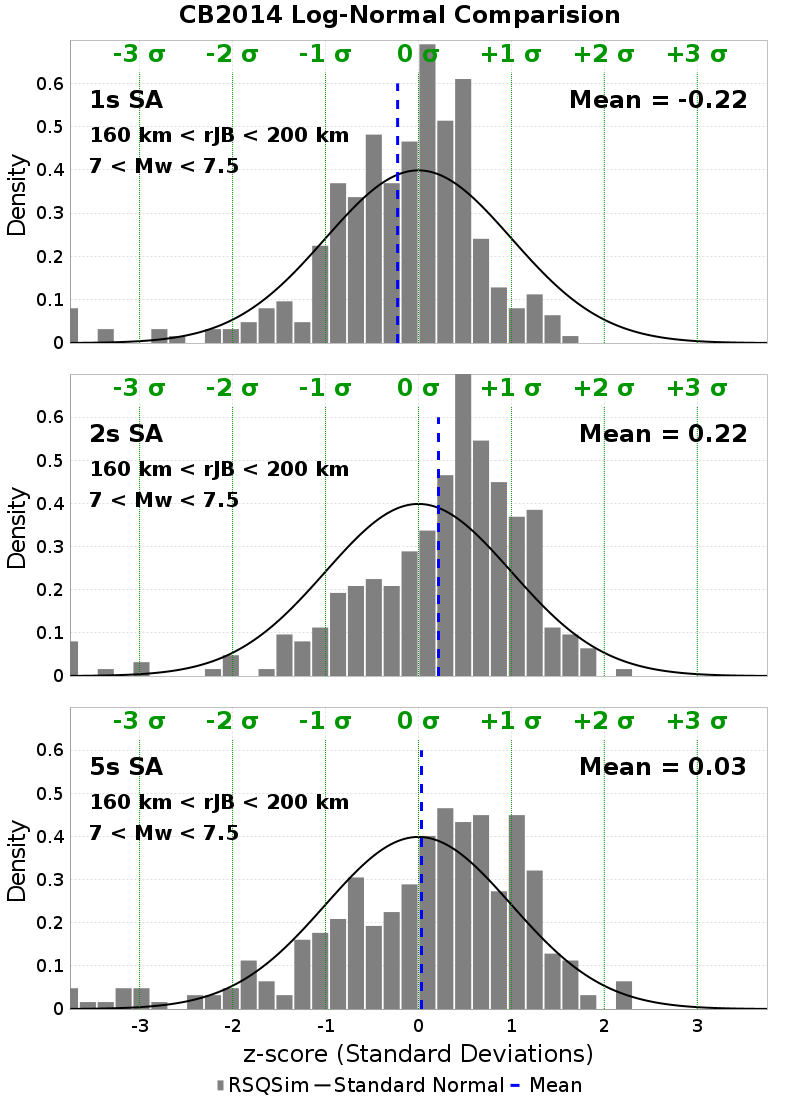 CB2014 Log-Normal Comparision
-3 σ -2 σ -1 σ 0 σ +1 σ +2 σ +3 σ
1s SA Mean = -0.22
160 km < rJB < 200 km
7 < Mw < 7.5
Density
0.6
0.5
0.4
0.3
0.2
0.1
0
-3 σ -2 σ -1 σ 0 σ +1 σ +2 σ +3 σ
2s SA Mean = 0.22
160 km < rJB < 200 km
7 < Mw < 7.5
Density
0.6
0.5
0.4
0.3
0.2
0.1
0
-3 σ -2 σ -1 σ 0 σ +1 σ +2 σ +3 σ
5s SA Mean = 0.03
160 km < rJB < 200 km
7 < Mw < 7.5
Density
0.6
0.5
0.4
0.3
0.2
0.1
0
-3 -2 -1 0 1 2 3
z-score (Standard Deviations)
RSQSim Standard Normal Mean